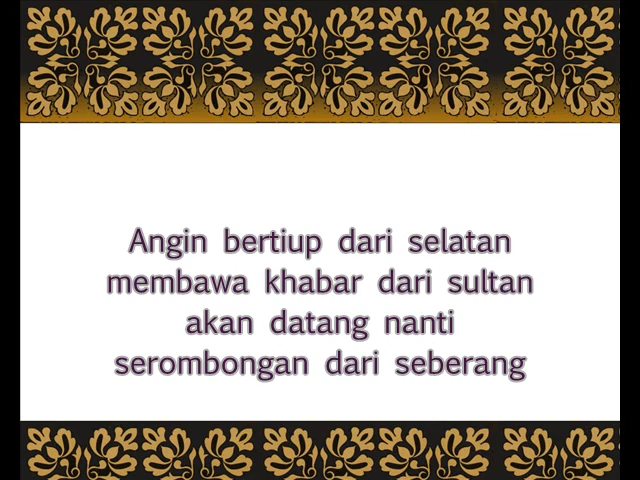 Angin bertiup dari selatan
membawa khabar dari sultan
akan datang nanti
serombongan dari seberang